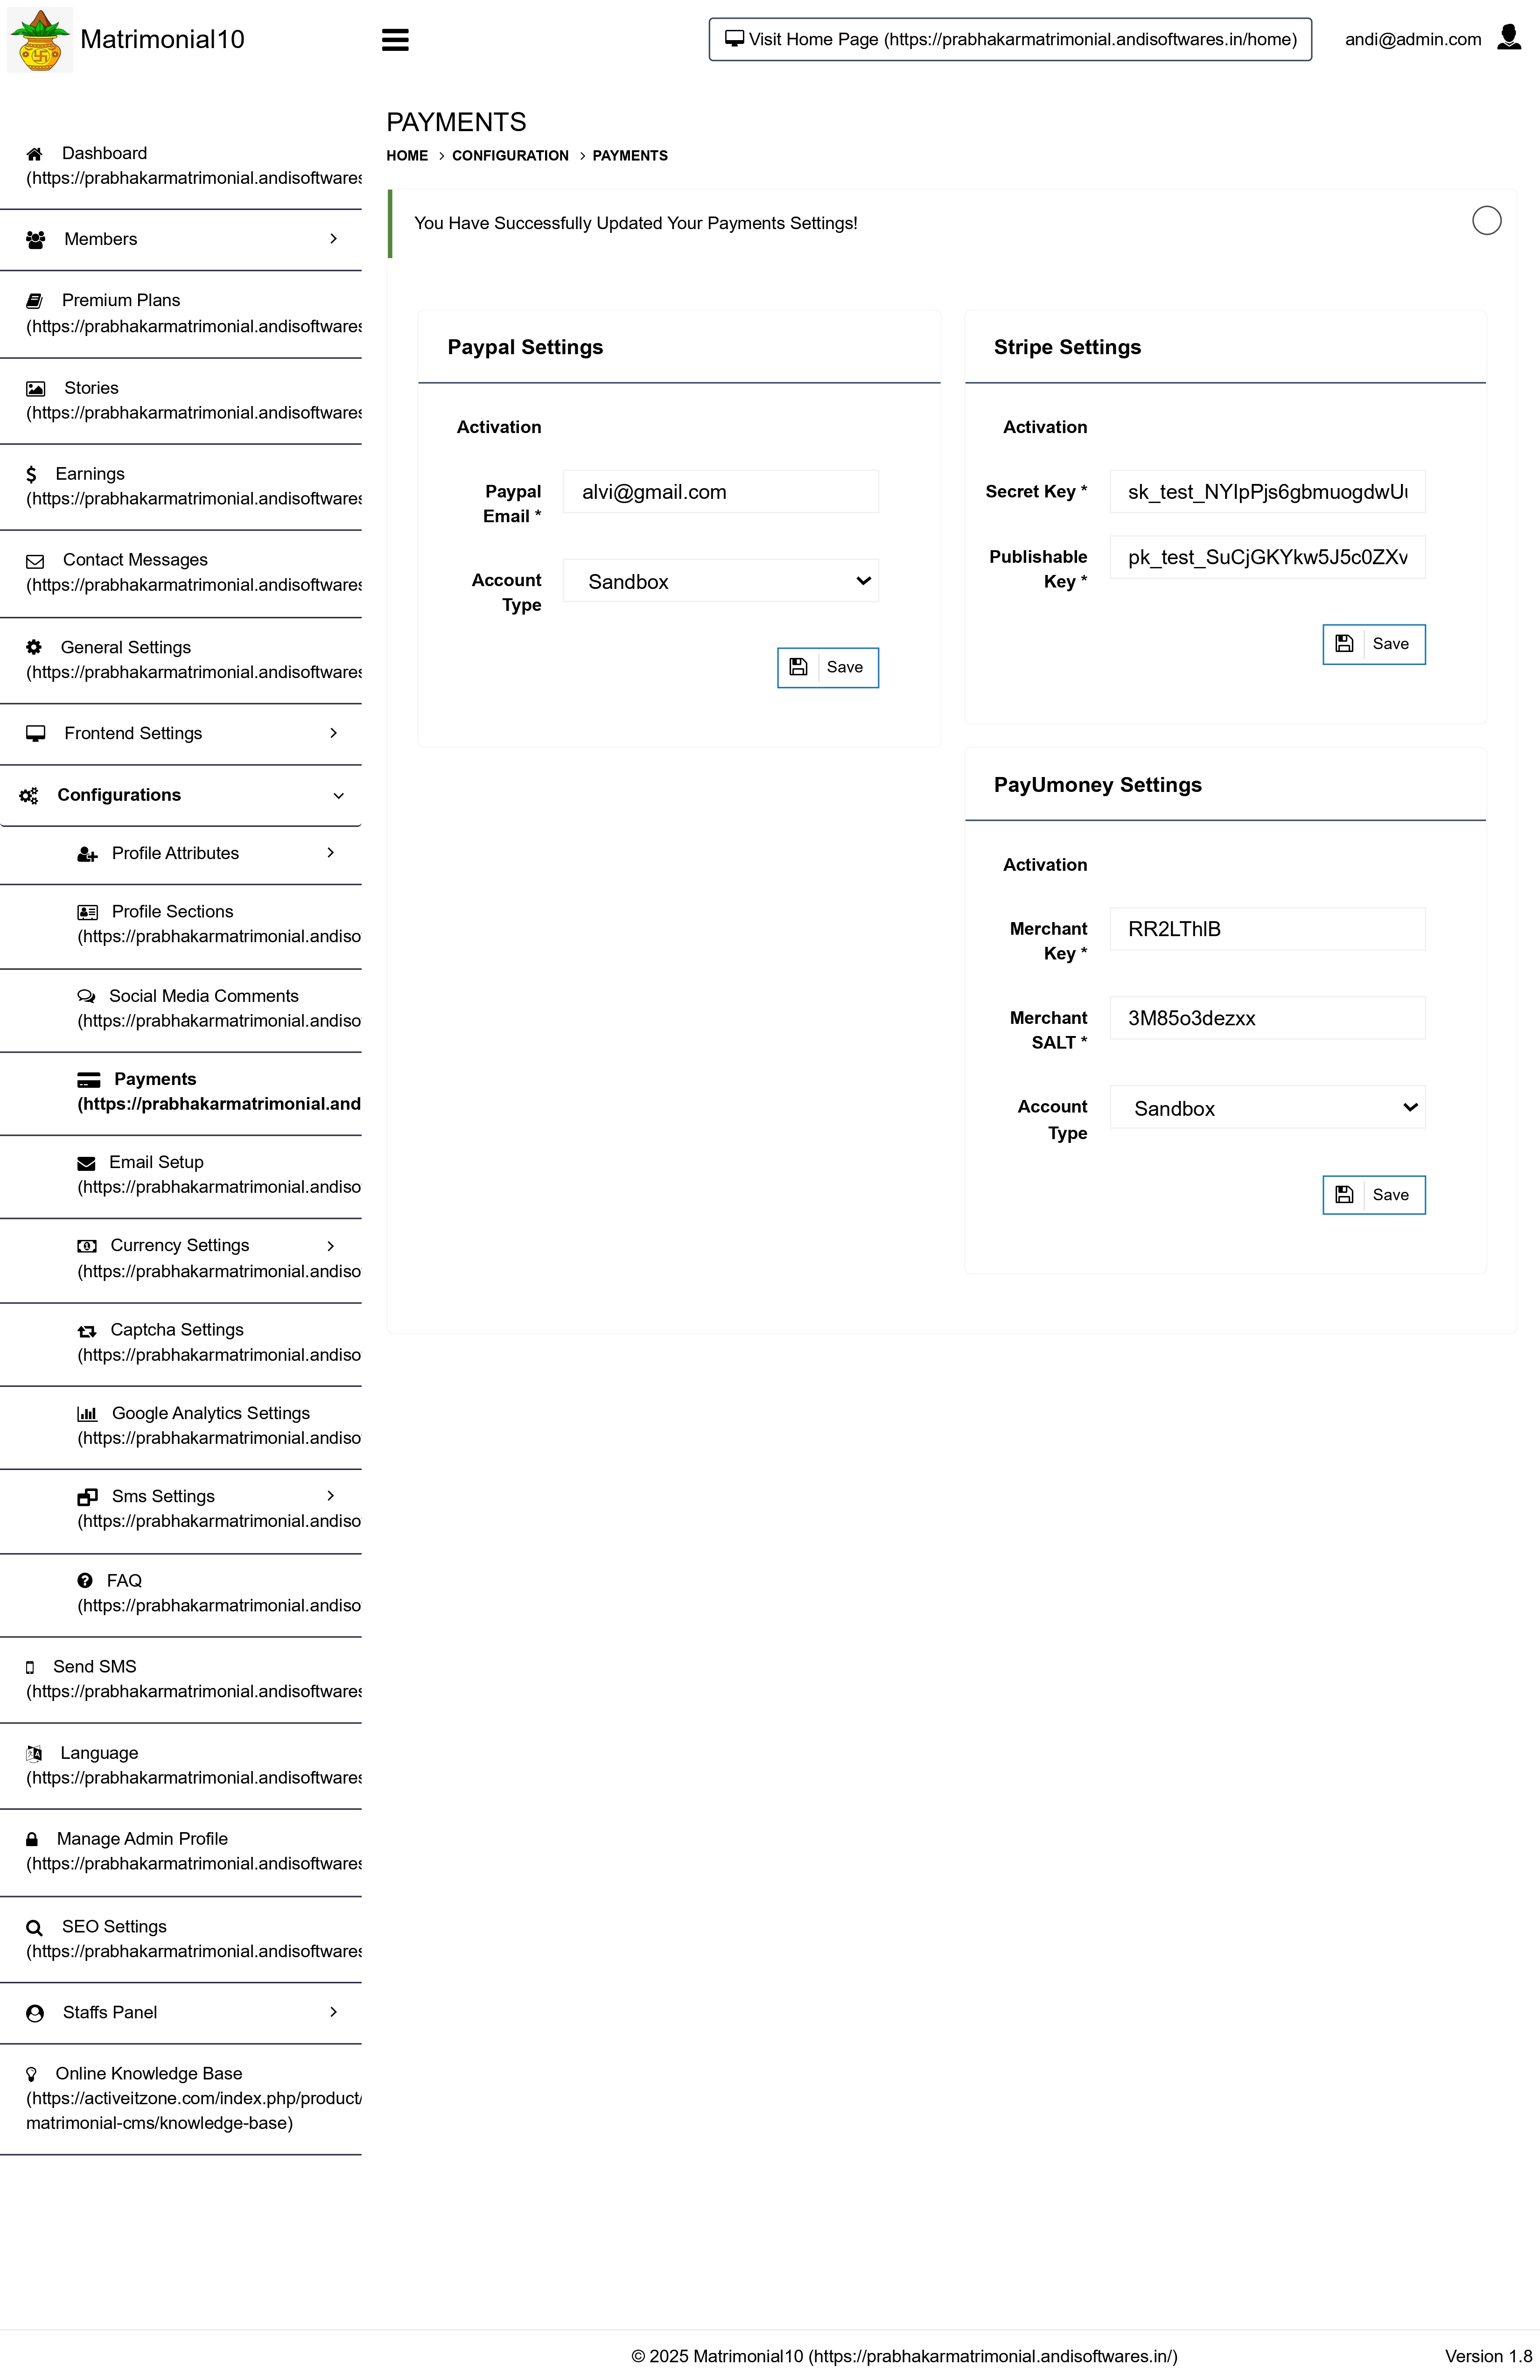 Matrimonial10
Visit Home Page (https://prabhakarmatrimonial.andisoftwares.in/home)
andi@admin.com
Dashboard
(https://prabhakarmatrimonial.andisoftwares
Members
Premium Plans
(https://prabhakarmatrimonial.andisoftwares
Stories
(https://prabhakarmatrimonial.andisoftwares
Earnings
(https://prabhakarmatrimonial.andisoftwares
Contact Messages
(https://prabhakarmatrimonial.andisoftwares
General Settings
(https://prabhakarmatrimonial.andisoftwares
Frontend Settings
Configurations
Profile Attributes
Profile Sections
(https://prabhakarmatrimonial.andiso
Social Media Comments
(https://prabhakarmatrimonial.andiso
Payments
(https://prabhakarmatrimonial.and
Email Setup
(https://prabhakarmatrimonial.andiso
Currency Settings
(https://prabhakarmatrimonial.andiso
Captcha Settings
(https://prabhakarmatrimonial.andiso
Google Analytics Settings
(https://prabhakarmatrimonial.andiso
Sms Settings
(https://prabhakarmatrimonial.andiso
FAQ
(https://prabhakarmatrimonial.andiso
Send SMS
(https://prabhakarmatrimonial.andisoftwares
Language
(https://prabhakarmatrimonial.andisoftwares
Manage Admin Profile
(https://prabhakarmatrimonial.andisoftwares
SEO Settings
(https://prabhakarmatrimonial.andisoftwares
Staffs Panel
Online Knowledge Base
(https://activeitzone.com/index.php/product/
matrimonial-cms/knowledge-base)
PAYMENTS
HOME > CONFIGURATION > PAYMENTS
You Have Successfully Updated Your Payments Settings!
Paypal Settings
Activation
Paypal
Email *
alvi@gmail.com
Account
Type
Sandbox
Save
Stripe Settings
Activation
Secret Key *
sk_test_NYIpPjs6gbmuogdwU
Publishable
Key *
pk_test_SuCjGKYkw5J5c0ZXv
Save
PayUmoney Settings
Activation
Merchant
Key *
RR2LThlB
Merchant
SALT *
3M85o3dezxx
Account
Type
Sandbox
Save
© 2025 Matrimonial10 (https://prabhakarmatrimonial.andisoftwares.in/)
Version 1.8